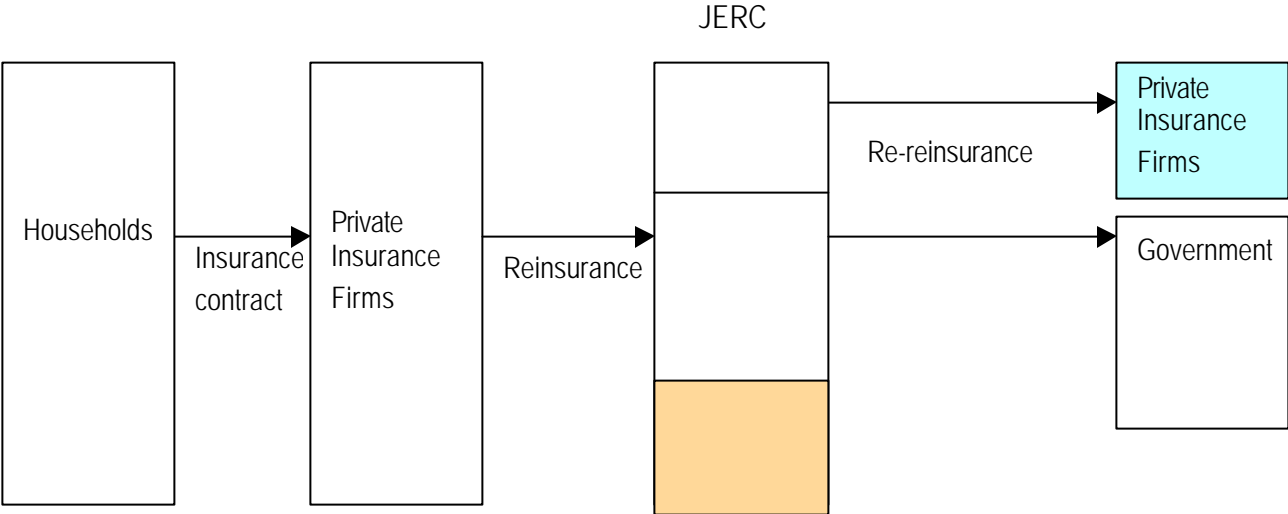 JERC
Households
Insurance
contract
Private
Insurance
Firms
Reinsurance
Re-reinsurance
Private
Insurance
Firms
Government